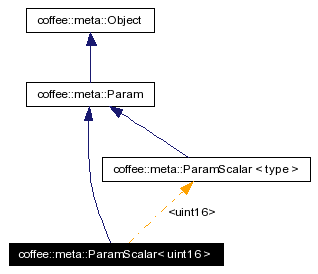 coffee::meta::Object
coffee::meta::Param
coffee::meta::ParamScalar < type >
<uint16>
coffee::meta::ParamScalar< uint16 >